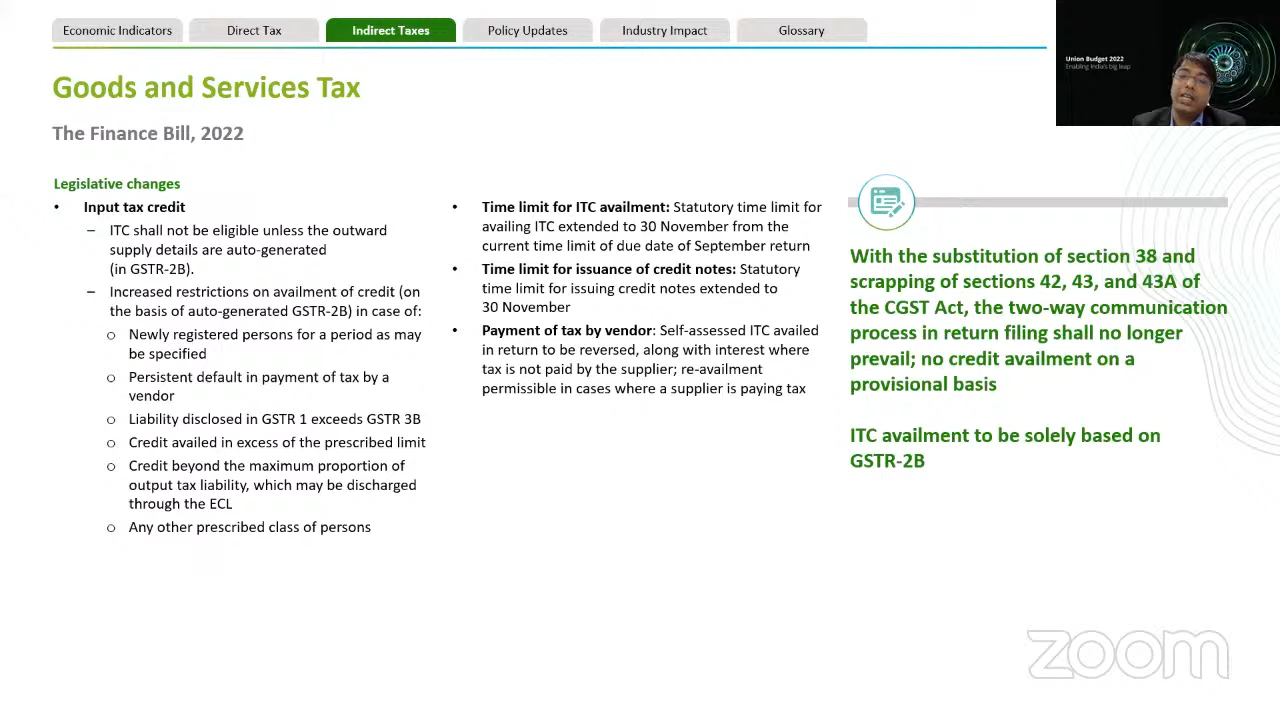 Economic Indicators
Direct Tax
Indirect Taxes
Policy Updates
Industry Impact
Glossary
Union Budget 2022
Enabling India's big leap
Goods and Services Tax
The Finance Bill, 2022
Legislative changes
• Input tax credit
– ITC shall not be eligible unless the outward
supply details are auto-generated
(in GSTR-2B).
– Increased restrictions on availment of credit (on
the basis of auto-generated GSTR-2B) in case of:
o Newly registered persons for a period as may
be specified
o Persistent default in payment of tax by a
vendor
o Liability disclosed in GSTR 1 exceeds GSTR 3B
o Credit availed in excess of the prescribed limit
o Credit beyond the maximum proportion of
output tax liability, which may be discharged
through the ECL
o Any other prescribed class of persons
• Time limit for ITC availment: Statutory time limit for
availing ITC extended to 30 November from the
current time limit of due date of September return
• Time limit for issuance of credit notes: Statutory
time limit for issuing credit notes extended to
30 November
• Payment of tax by vendor: Self-assessed ITC availed
in return to be reversed, along with interest where
tax is not paid by the supplier; re-availment
permissible in cases where a supplier is paying tax
With the substitution of section 38 and
scrapping of sections 42, 43, and 43A of
the CGST Act, the two-way communication
process in return filing shall no longer
prevail; no credit availment on a
provisional basis
ITC availment to be solely based on
GSTR-2B
zoom